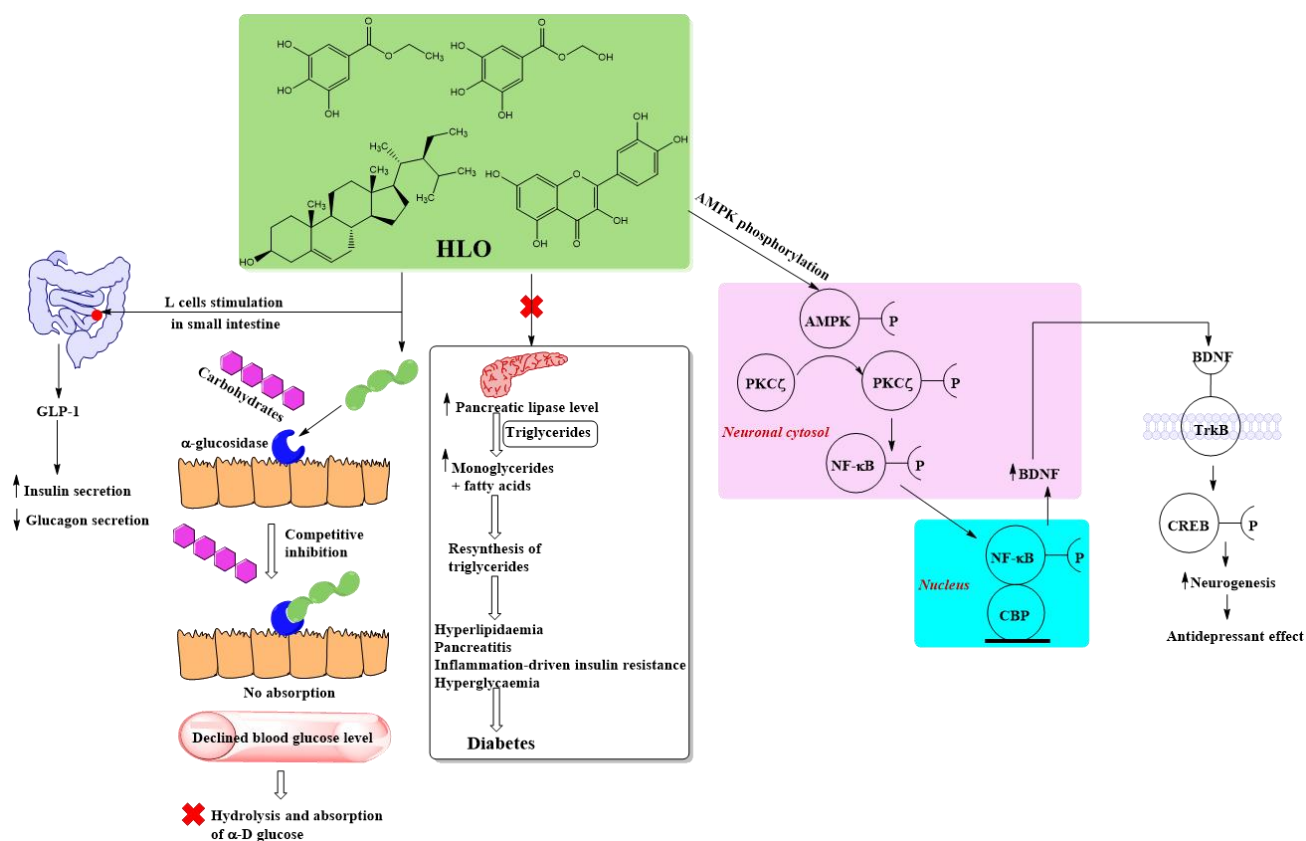 O
O
CH₃
HO
HO
OH
O
O
OH
HO
HO
OH
CH₃
H₃C
CH₃
CH₃
CH₃
CH₃
H
H
H
H
HO
OH
OH
HO
O
OH
OH
O
HLO
AMPK phosphorylation
L cells stimulation
in small intestine
GLP-1
Insulin secretion
Glucagon secretion
Carbohydrates
α-glucosidase
Competitive
inhibition
No absorption
Declined blood glucose level
Hydrolysis and absorption
of α-D glucose
Pancreatic lipase level
Triglycerides
Monoglycerides
+ fatty acids
Resynthesis of
triglycerides
Hyperlipidaemia
Pancreatitis
Inflammation-driven insulin resistance
Hyperglycaemia
Diabetes
AMPK
P
PKCζ
PKCζ
P
Neuronal cytosol
NF-κB
P
BDNF
Nucleus
NF-κB
P
CBP
BDNF
TrkB
CREB
P
Neurogenesis
Antidepressant effect